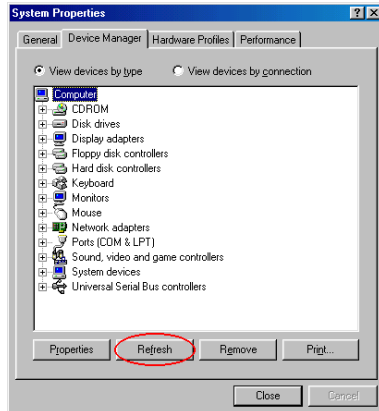 System Properties
General Device Manager Hardware Profiles Performance
View devices by type View devices by connection
Computer
CDROM
Disk drives
Display adapters
Floppy disk controllers
Hard disk controllers
Keyboard
Monitors
Mouse
Network adapters
Ports (COM & LPT)
Sound, video and game controllers
System devices
Universal Serial Bus controllers
Properties Refresh Remove Print...
Close Cancel